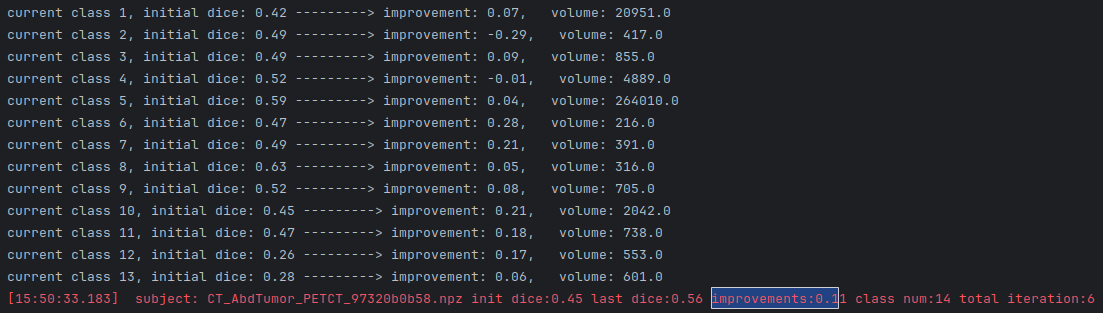 current class 1, initial dice: 0.42 ---------> improvement: 0.07,   volume: 20951.0
current class 2, initial dice: 0.49 ---------> improvement: -0.29,   volume: 417.0
current class 3, initial dice: 0.49 ---------> improvement: 0.09,   volume: 855.0
current class 4, initial dice: 0.52 ---------> improvement: -0.01,   volume: 4889.0
current class 5, initial dice: 0.59 ---------> improvement: 0.04,   volume: 264010.0
current class 6, initial dice: 0.47 ---------> improvement: 0.28,   volume: 216.0
current class 7, initial dice: 0.49 ---------> improvement: 0.21,   volume: 391.0
current class 8, initial dice: 0.63 ---------> improvement: 0.05,   volume: 316.0
current class 9, initial dice: 0.52 ---------> improvement: 0.08,   volume: 705.0
current class 10, initial dice: 0.45 ---------> improvement: 0.21,   volume: 2042.0
current class 11, initial dice: 0.47 ---------> improvement: 0.18,   volume: 738.0
current class 12, initial dice: 0.26 ---------> improvement: 0.17,   volume: 553.0
current class 13, initial dice: 0.28 ---------> improvement: 0.06,   volume: 601.0
[15:50:33.183]  subject: CT_AbdTumor_PETCT_97320b0b58.npz init dice:0.45 last dice:0.56 improvements:0.11 class num:14 total iteration:6